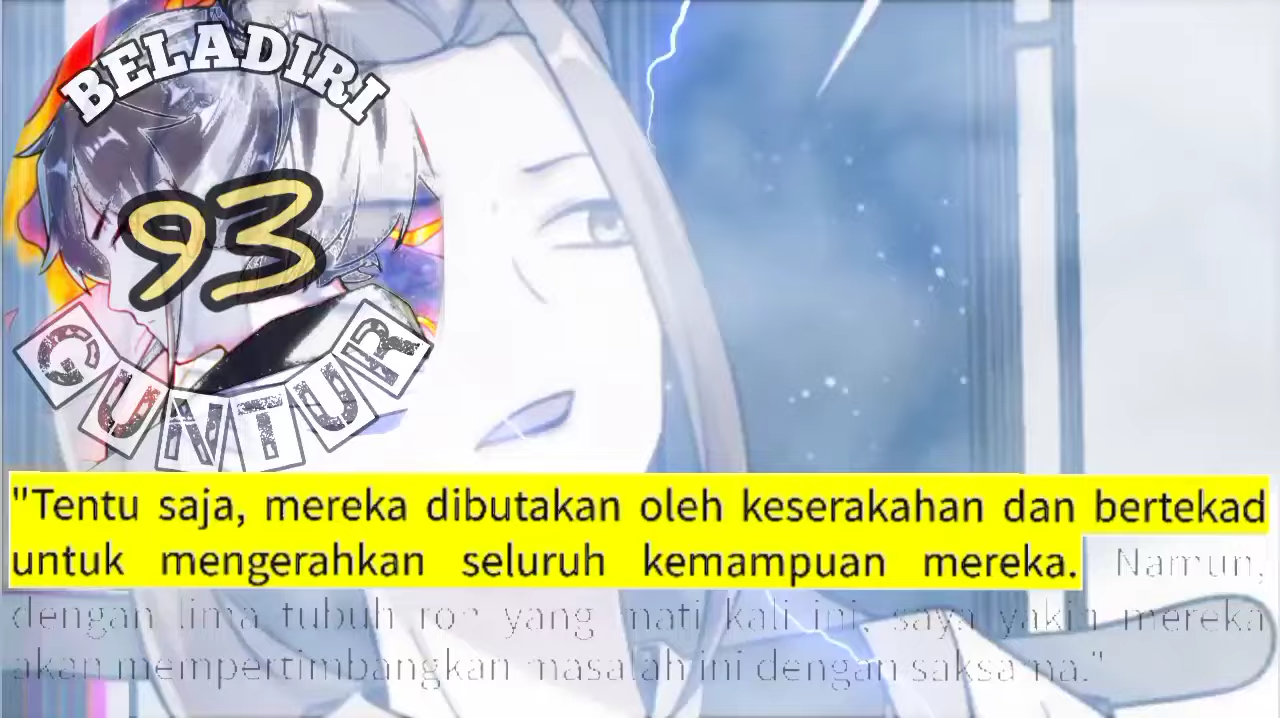 BELADIRI
93
GUNTUR
"Tentu saja, mereka dibutakan oleh keserakahan dan bertekad
untuk mengerahkan seluruh kemampuan mereka. Namun,
dengan lima tubuh roh yang mati kali ini, saya yakin mereka
akan mempertimbangkan masalah ini dengan saksama."